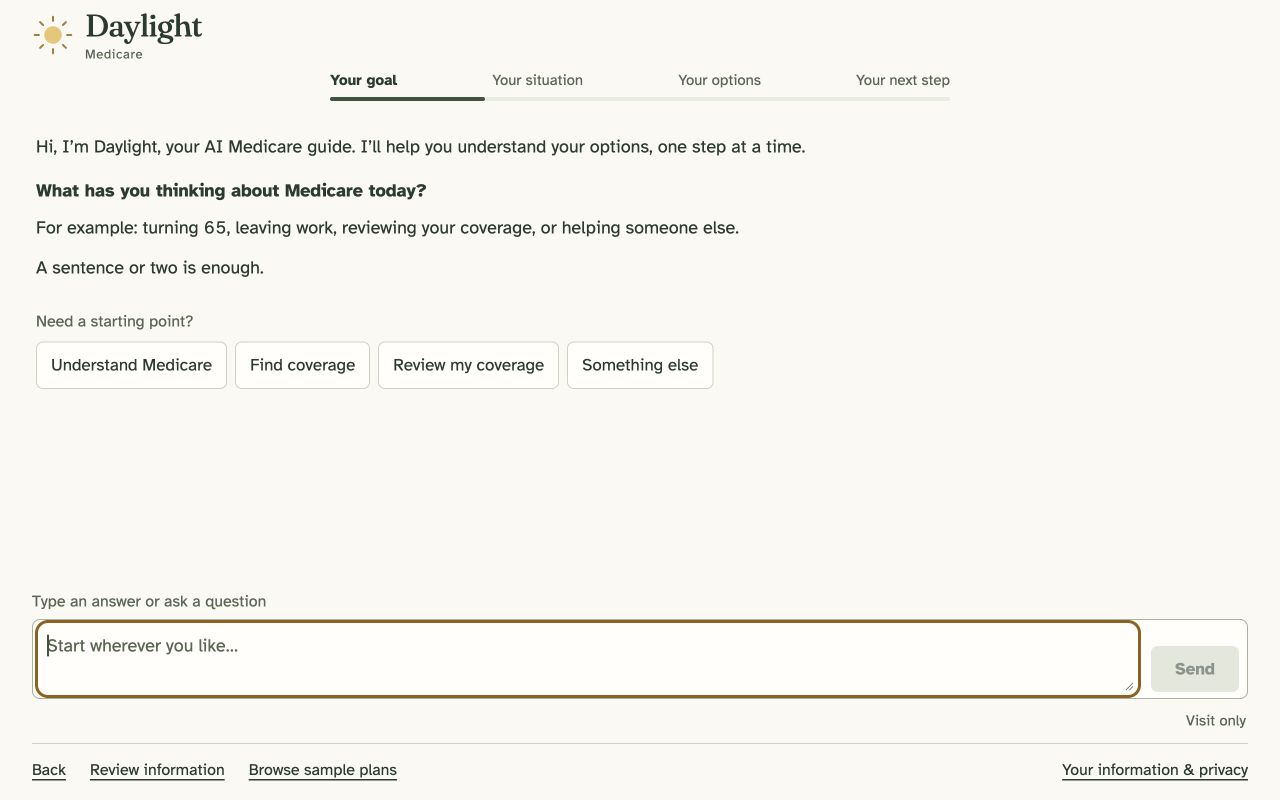 Daylight
Medicare
Your goal
Your situation
Your options
Your next step
Hi, I’m Daylight, your AI Medicare guide. I’ll help you understand your options, one step at a time.
What has you thinking about Medicare today?
For example: turning 65, leaving work, reviewing your coverage, or helping someone else.
A sentence or two is enough.
Need a starting point?
Understand Medicare
Find coverage
Review my coverage
Something else
Type an answer or ask a question
Start wherever you like...
Send
Visit only
Back
Review information
Browse sample plans
Your information & privacy